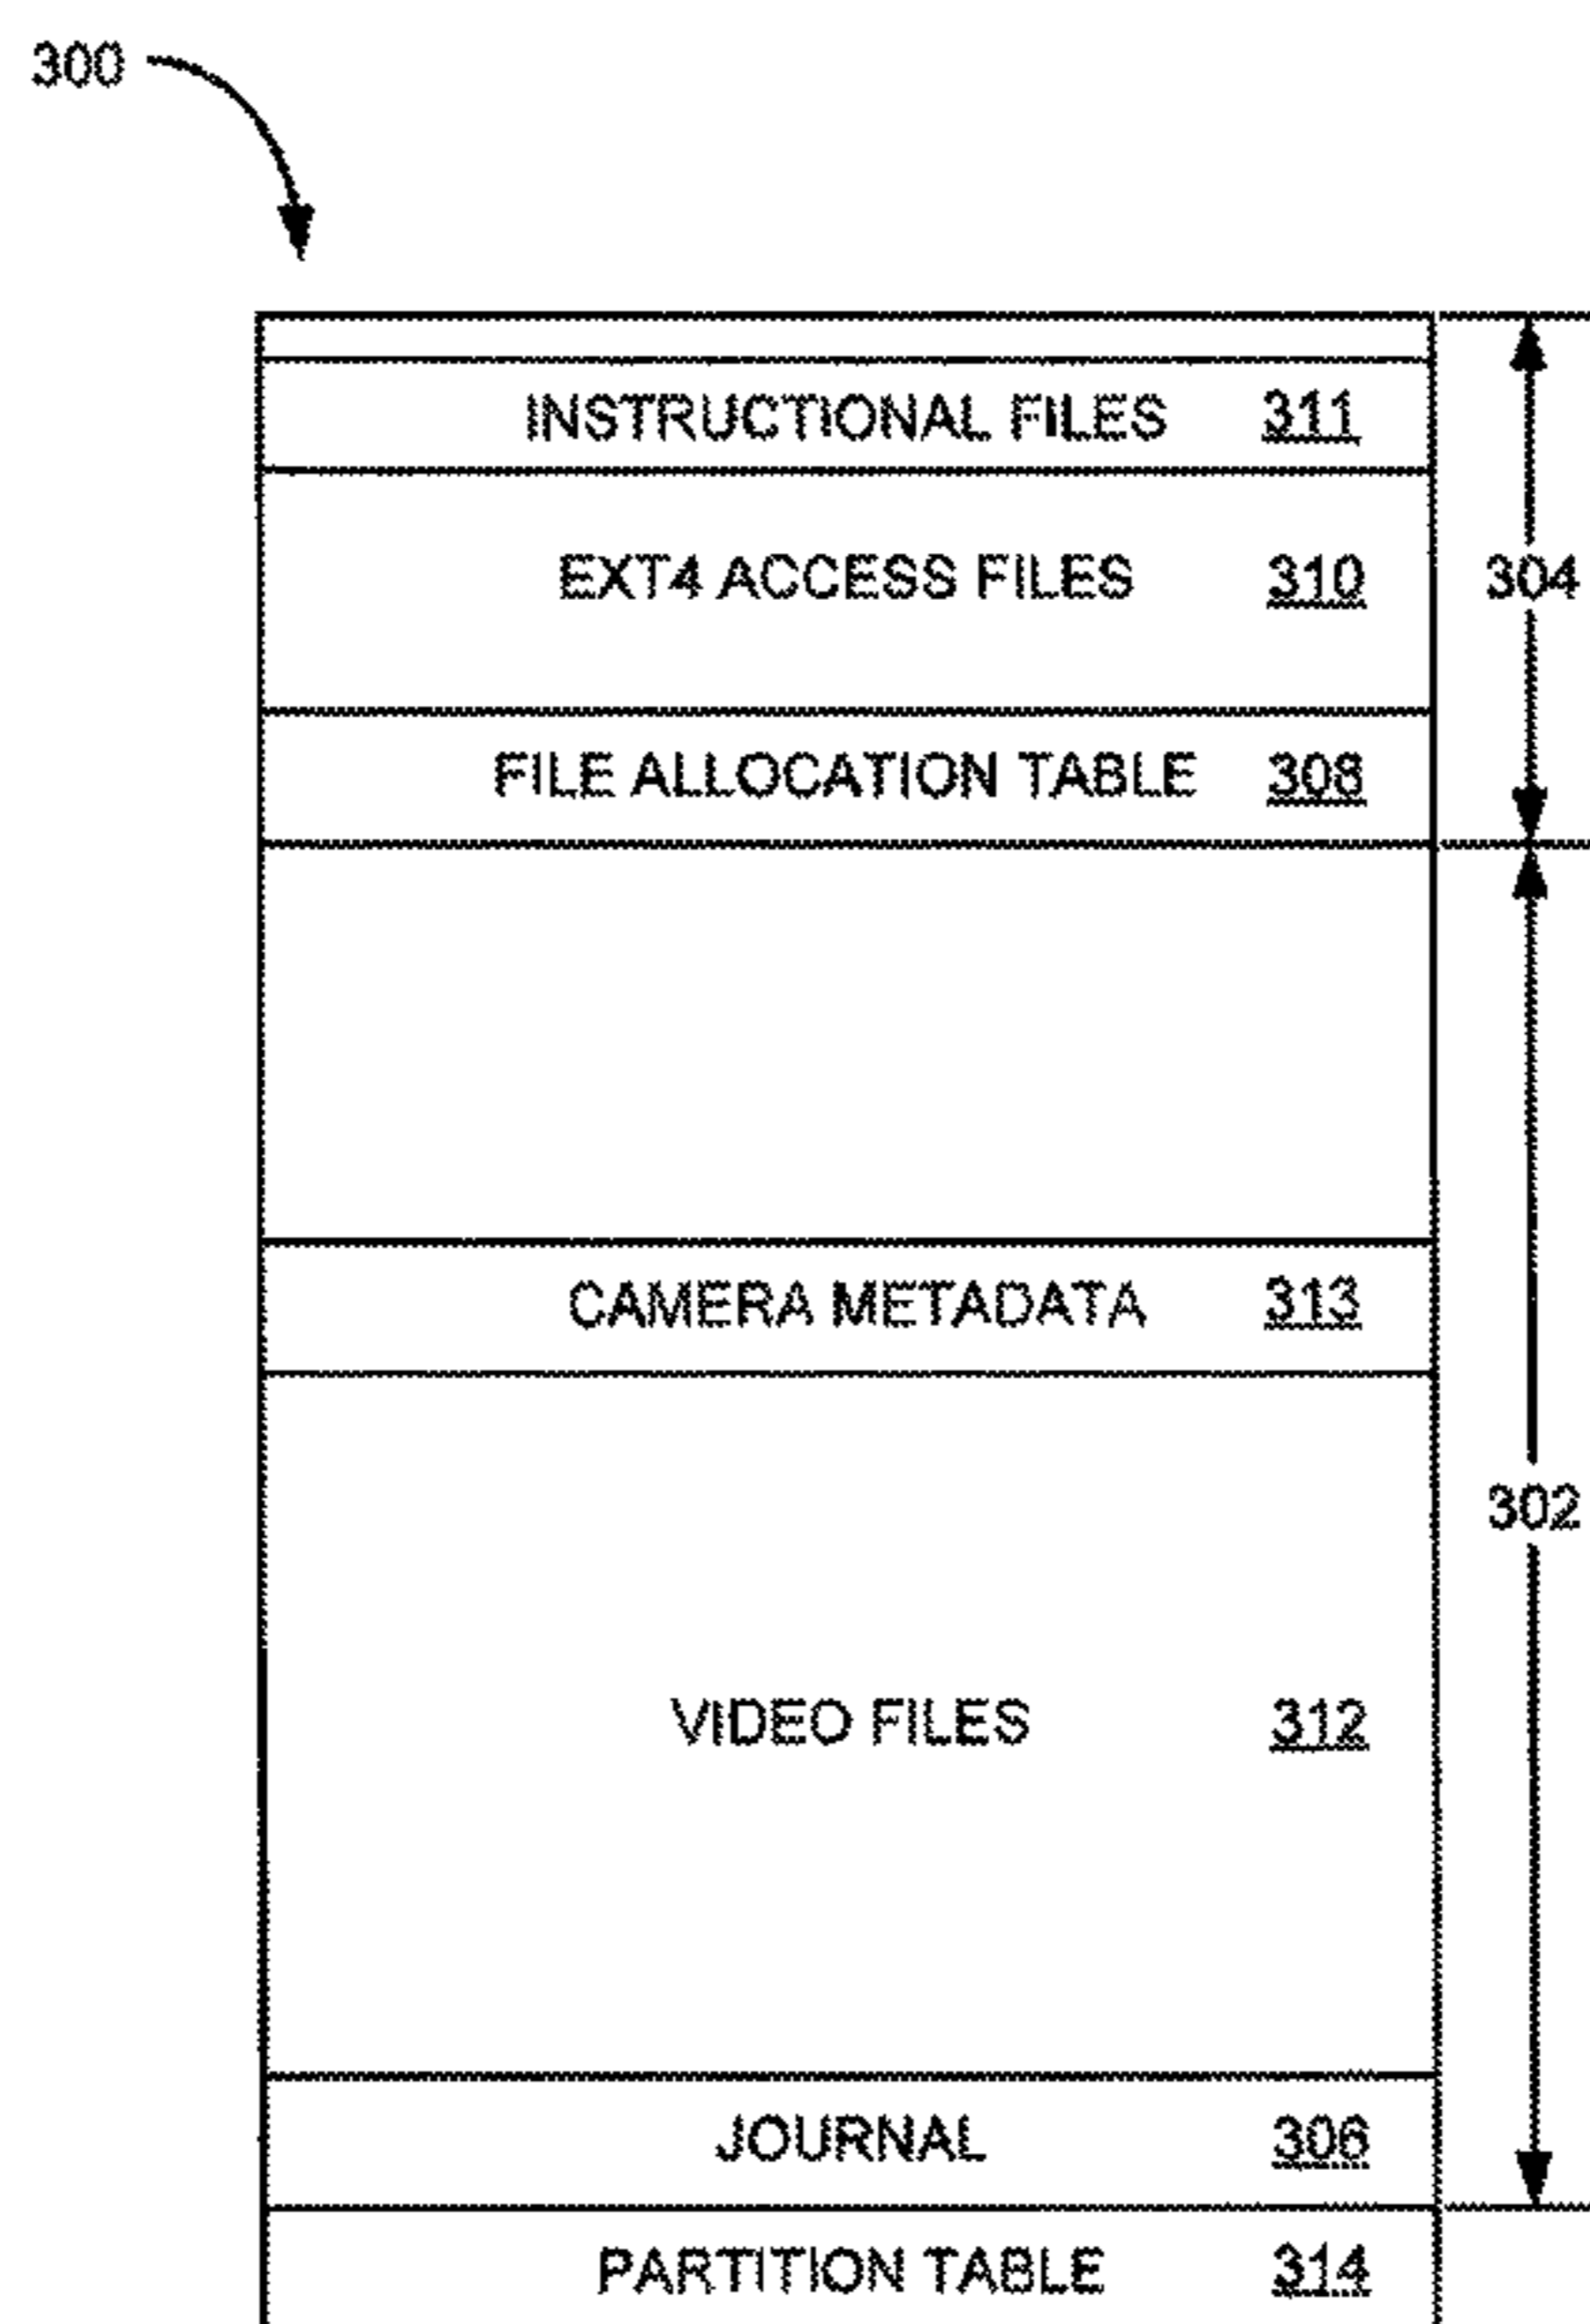 300
INSTRUCTIONAL FILES 311
EXT4 ACCESS FILES 310
304
FILE ALLOCATION TABLE 308
CAMERA METADATA 313
302
VIDEO FILES 312
JOURNAL 306
PARTITION TABLE 314